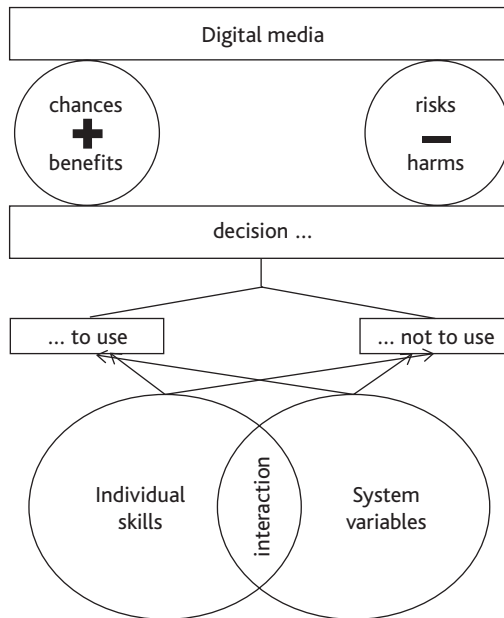 Digital media
chances
+
benefits
risks
–
harms
decision ...
... to use
... not to use
Individual
skills
interaction
System
variables